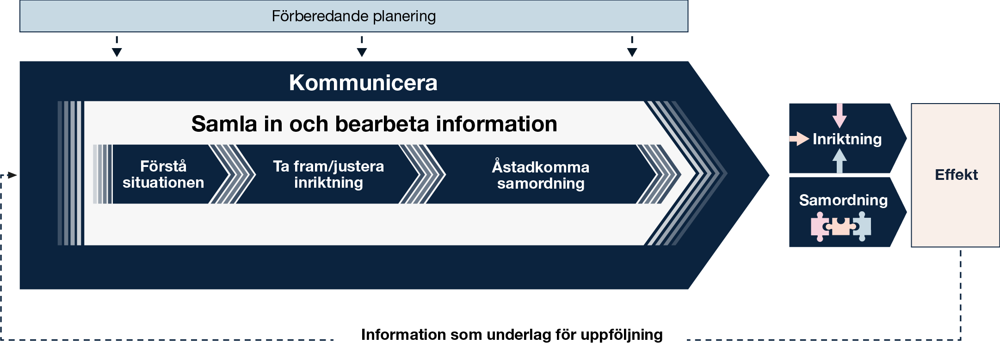 Förberedande planering
Kommunicera
Samla in och bearbeta information
Förstå
situationen
Ta fram/justera
inriktning
Åstadkomma
samordning
Inriktning
Samordning
Effekt
Information som underlag för uppföljning